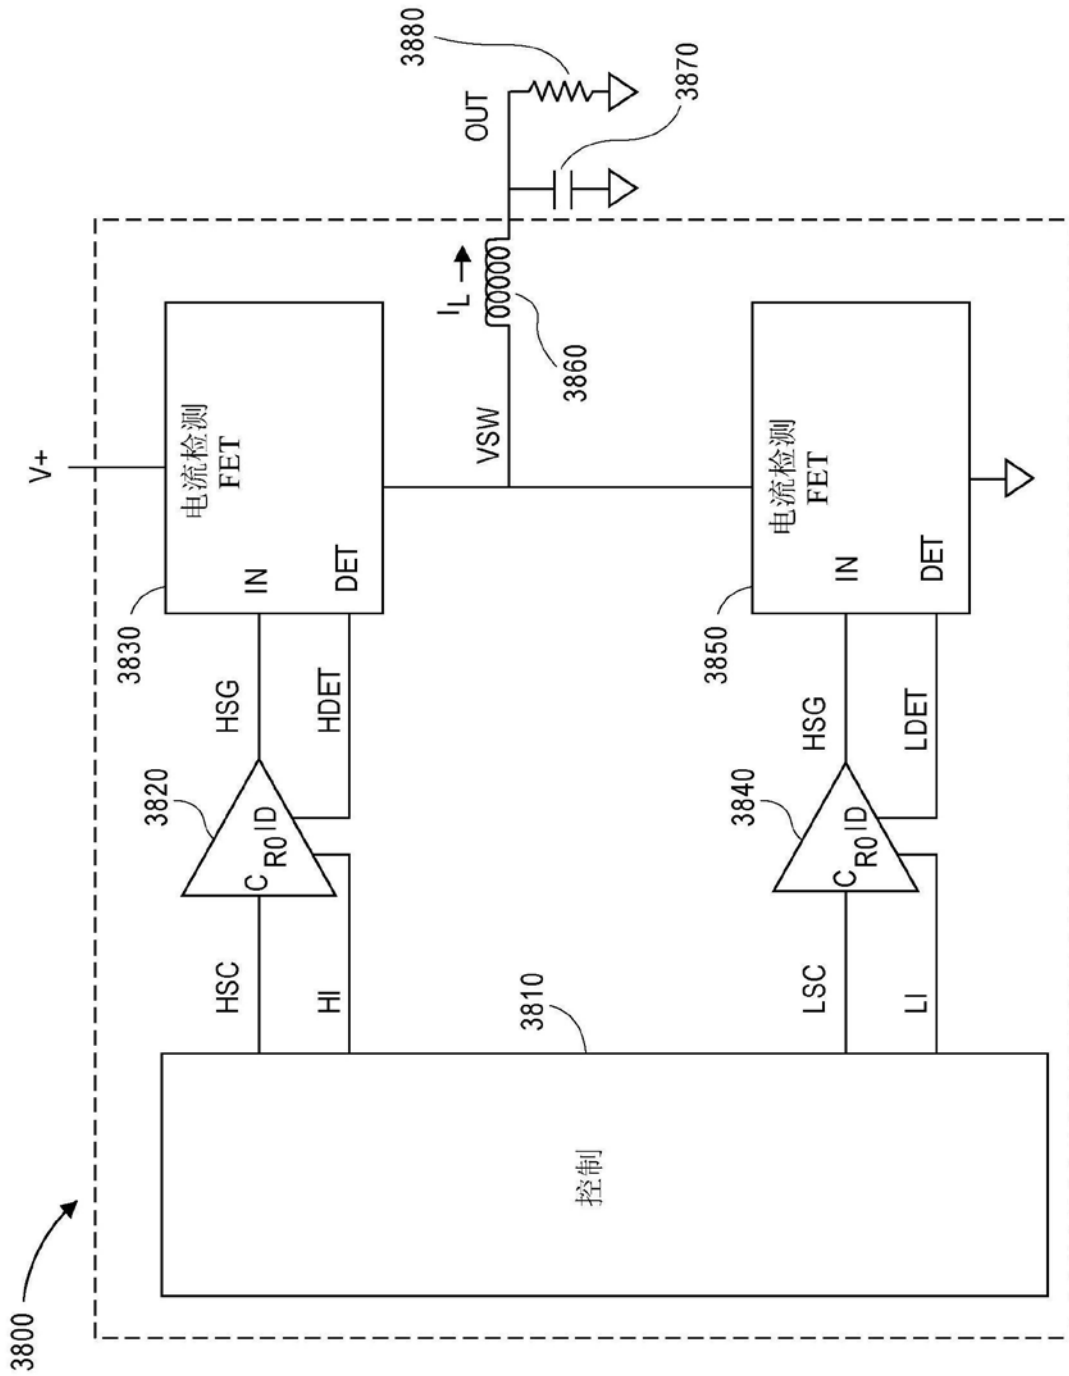 3800
V+
3830
3820
电流检测
FET
HSC
HSG
IN
C
R0
ID
HI
HDET
DET
3880
I_L
OUT
VSW
3810
3860
控制
3870
3850
3840
电流检测
FET
LSC
HSG
IN
C
R0
ID
LI
LDET
DET